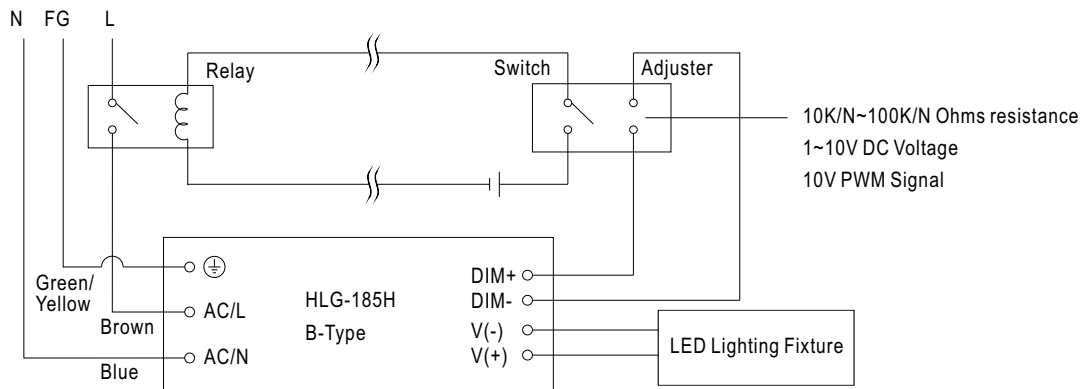 N FG L
Relay
Switch
Adjuster
10K/N~100K/N Ohms resistance
1~10V DC Voltage
10V PWM Signal
Green/
Yellow
Brown
Blue
AC/L
AC/N
HLG-185H
B-Type
DIM+
DIM-
V(-)
V(+)
LED Lighting Fixture